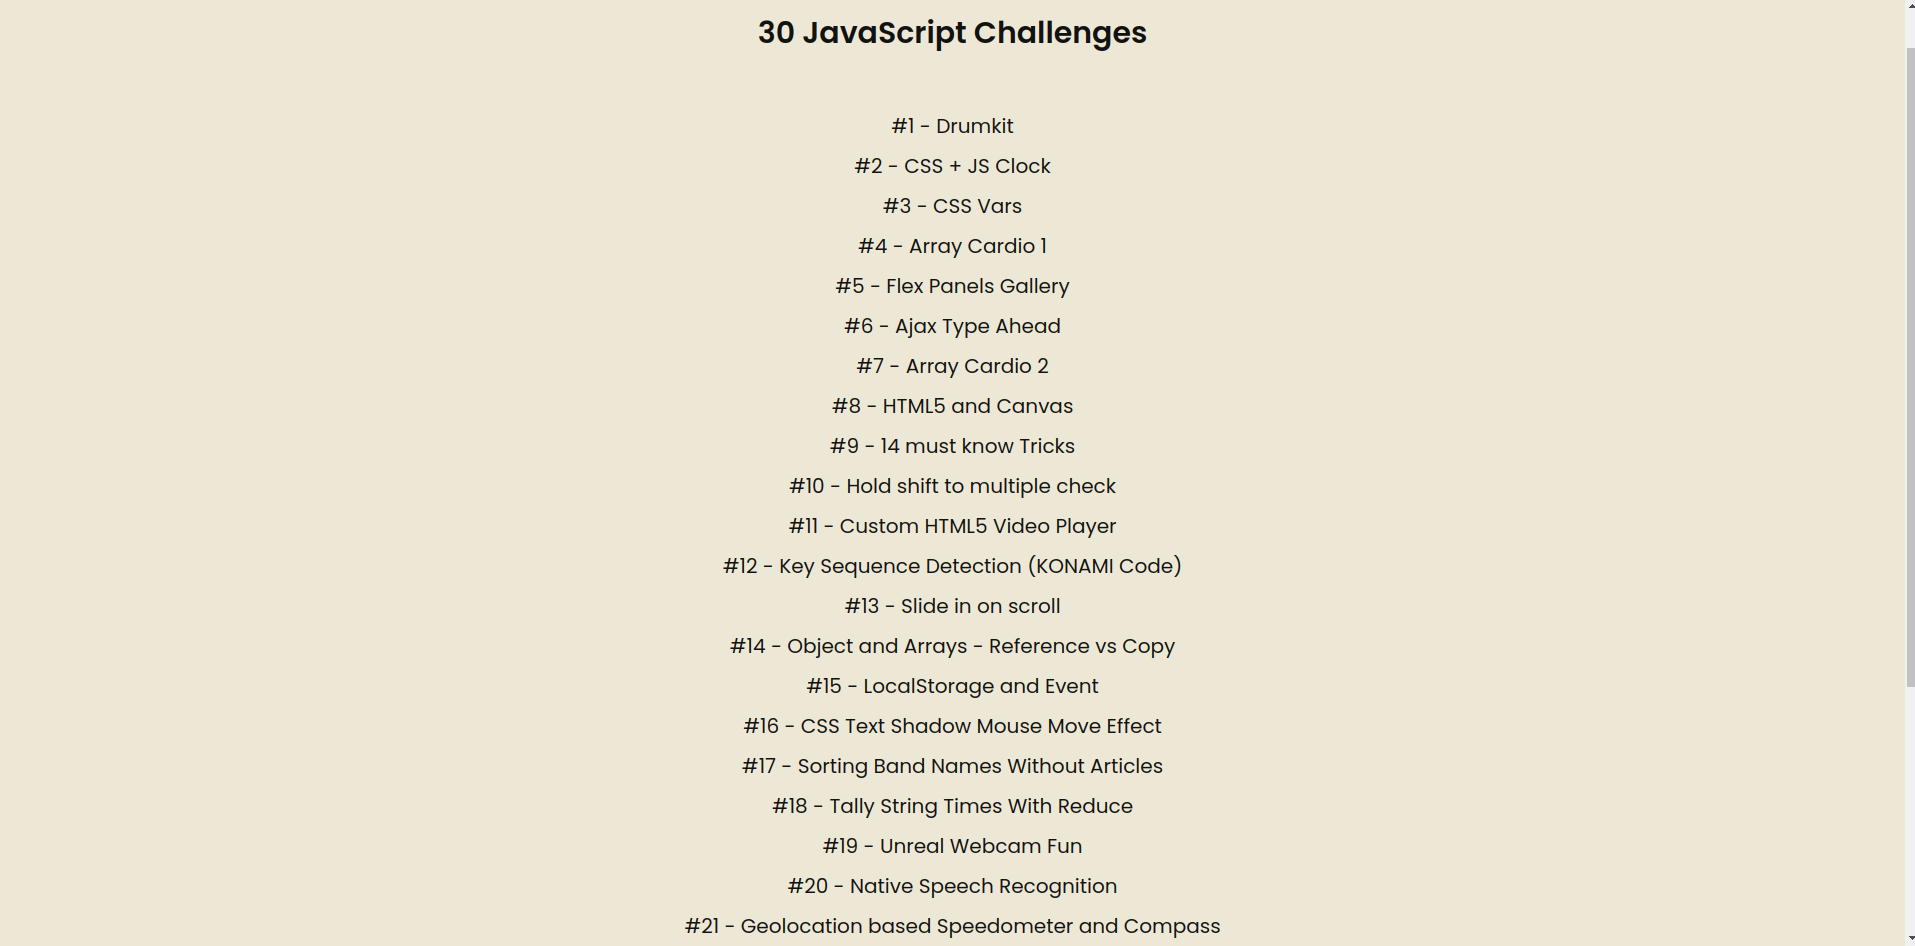 30 JavaScript Challenges
#1 - Drumkit
#2 - CSS + JS Clock
#3 - CSS Vars
#4 - Array Cardio 1
#5 - Flex Panels Gallery
#6 - Ajax Type Ahead
#7 - Array Cardio 2
#8 - HTML5 and Canvas
#9 - 14 must know Tricks
#10 - Hold shift to multiple check
#11 - Custom HTML5 Video Player
#12 - Key Sequence Detection (KONAMI Code)
#13 - Slide in on scroll
#14 - Object and Arrays - Reference vs Copy
#15 - LocalStorage and Event
#16 - CSS Text Shadow Mouse Move Effect
#17 - Sorting Band Names Without Articles
#18 - Tally String Times With Reduce
#19 - Unreal Webcam Fun
#20 - Native Speech Recognition
#21 - Geolocation based Speedometer and Compass